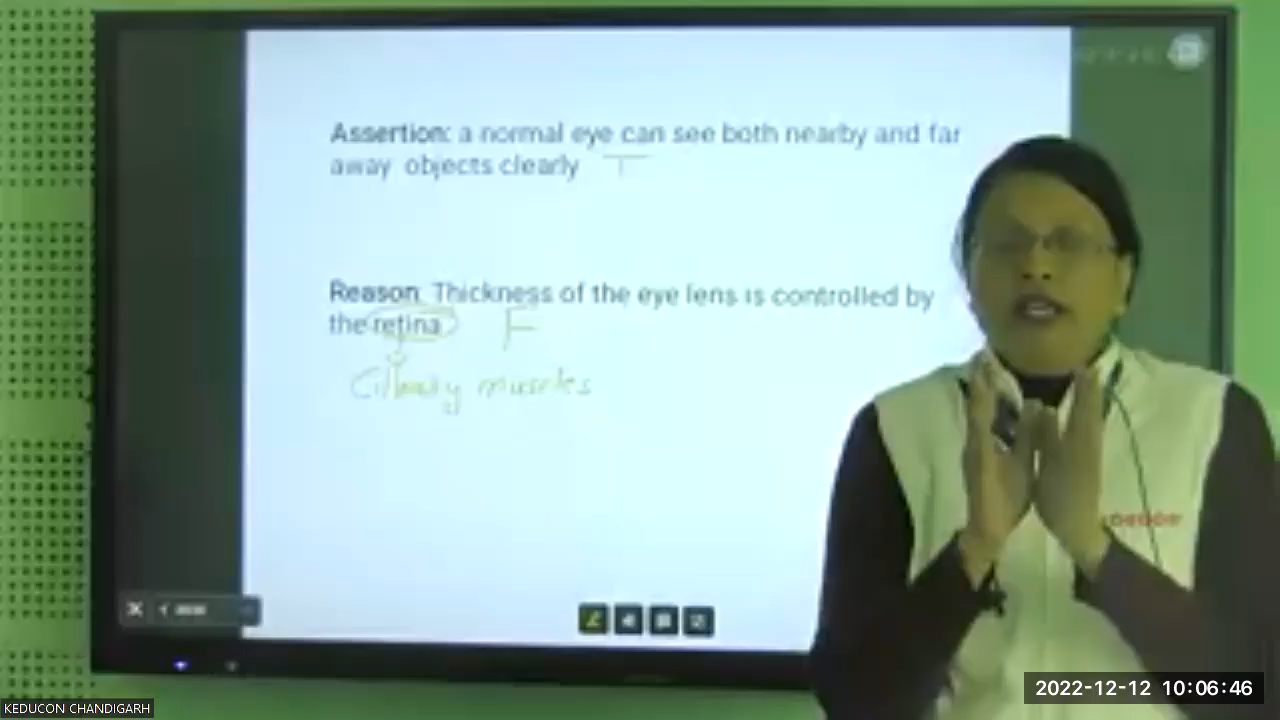 Assertion: a normal eye can see both nearby and far
away objects clearly T
Reason Thickness of the eye lens is controlled by
the retina F
Ciliary muscles
2022-12-12 10:06:46
KEDUCON CHANDIGARH